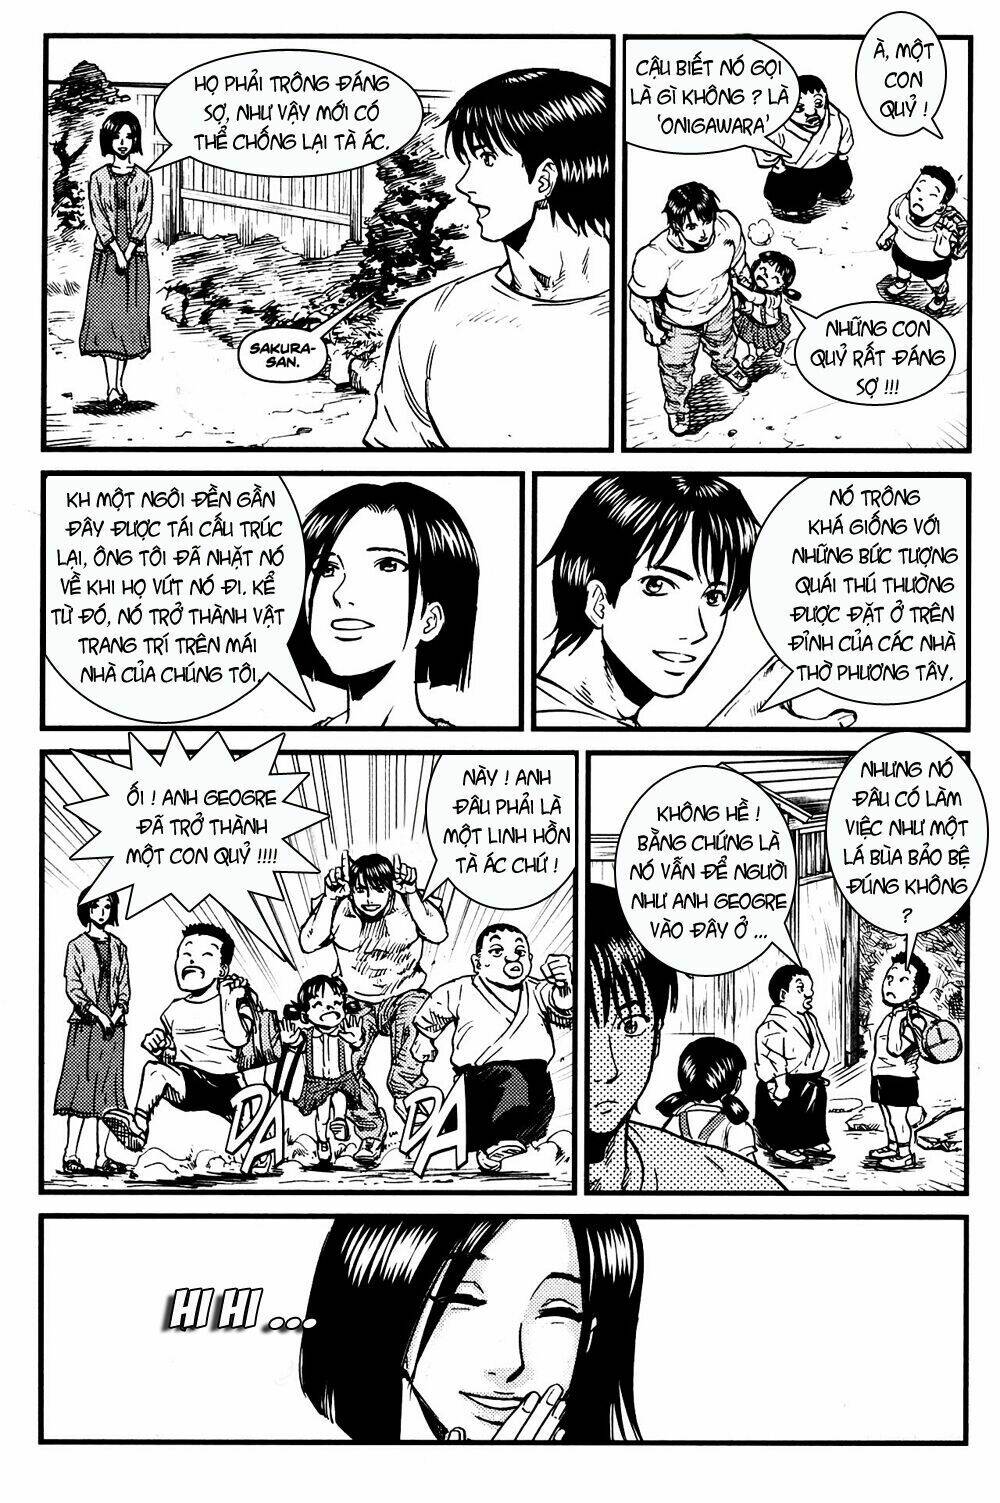 HỌ PHẢI TRÔNG ĐÁNG
SỢ, NHƯ VẬY MỚI CÓ
THỂ CHỐNG LẠI TÀ ÁC.
SAKURA-
SAN.
CẬU BIẾT NÓ GỌI
LÀ GÌ KHÔNG ? LÀ
'ONIGAWARA'
À, MỘT
CON
QUỶ !
NHỮNG CON
QUỶ RẤT ĐÁNG
SỢ !!!
KH MỘT NGÔI ĐỀN GẦN
ĐÂY ĐƯỢC TÁI CẤU TRÚC
LẠI, ÔNG TÔI ĐÃ NHẶT NÓ
VỀ KHI HỌ VỨT NÓ ĐI. KỂ
TỪ ĐÓ, NÓ TRỞ THÀNH VẬT
TRANG TRÍ TRÊN MÁI
NHÀ CỦA CHÚNG TÔI.
NÓ TRÔNG
KHÁ GIỐNG VỚI
NHỮNG BỨC TƯỢNG
QUÁI THÚ THƯỜNG
ĐƯỢC ĐẶT Ở TRÊN
ĐỈNH CỦA CÁC NHÀ
THỜ PHƯƠNG TÂY.
ỐI ! ANH GEOGRE
ĐÃ TRỞ THÀNH
MỘT CON QUỶ !!!!
NÀY ! ANH
ĐÂU PHẢI LÀ
MỘT LINH HỒN
TÀ ÁC CHỨ !
DA
DA
KHÔNG HỀ !
BẰNG CHỨNG LÀ
NÓ VẪN ĐỂ NGƯỜI
NHƯ ANH GEOGRE
VÀO ĐÂY Ở ...
NHƯNG NÓ
ĐÂU CÓ LÀM
VIỆC NHƯ MỘT
LÁ BÙA BẢO BỆ
ĐÚNG KHÔNG
?
HI HI ...